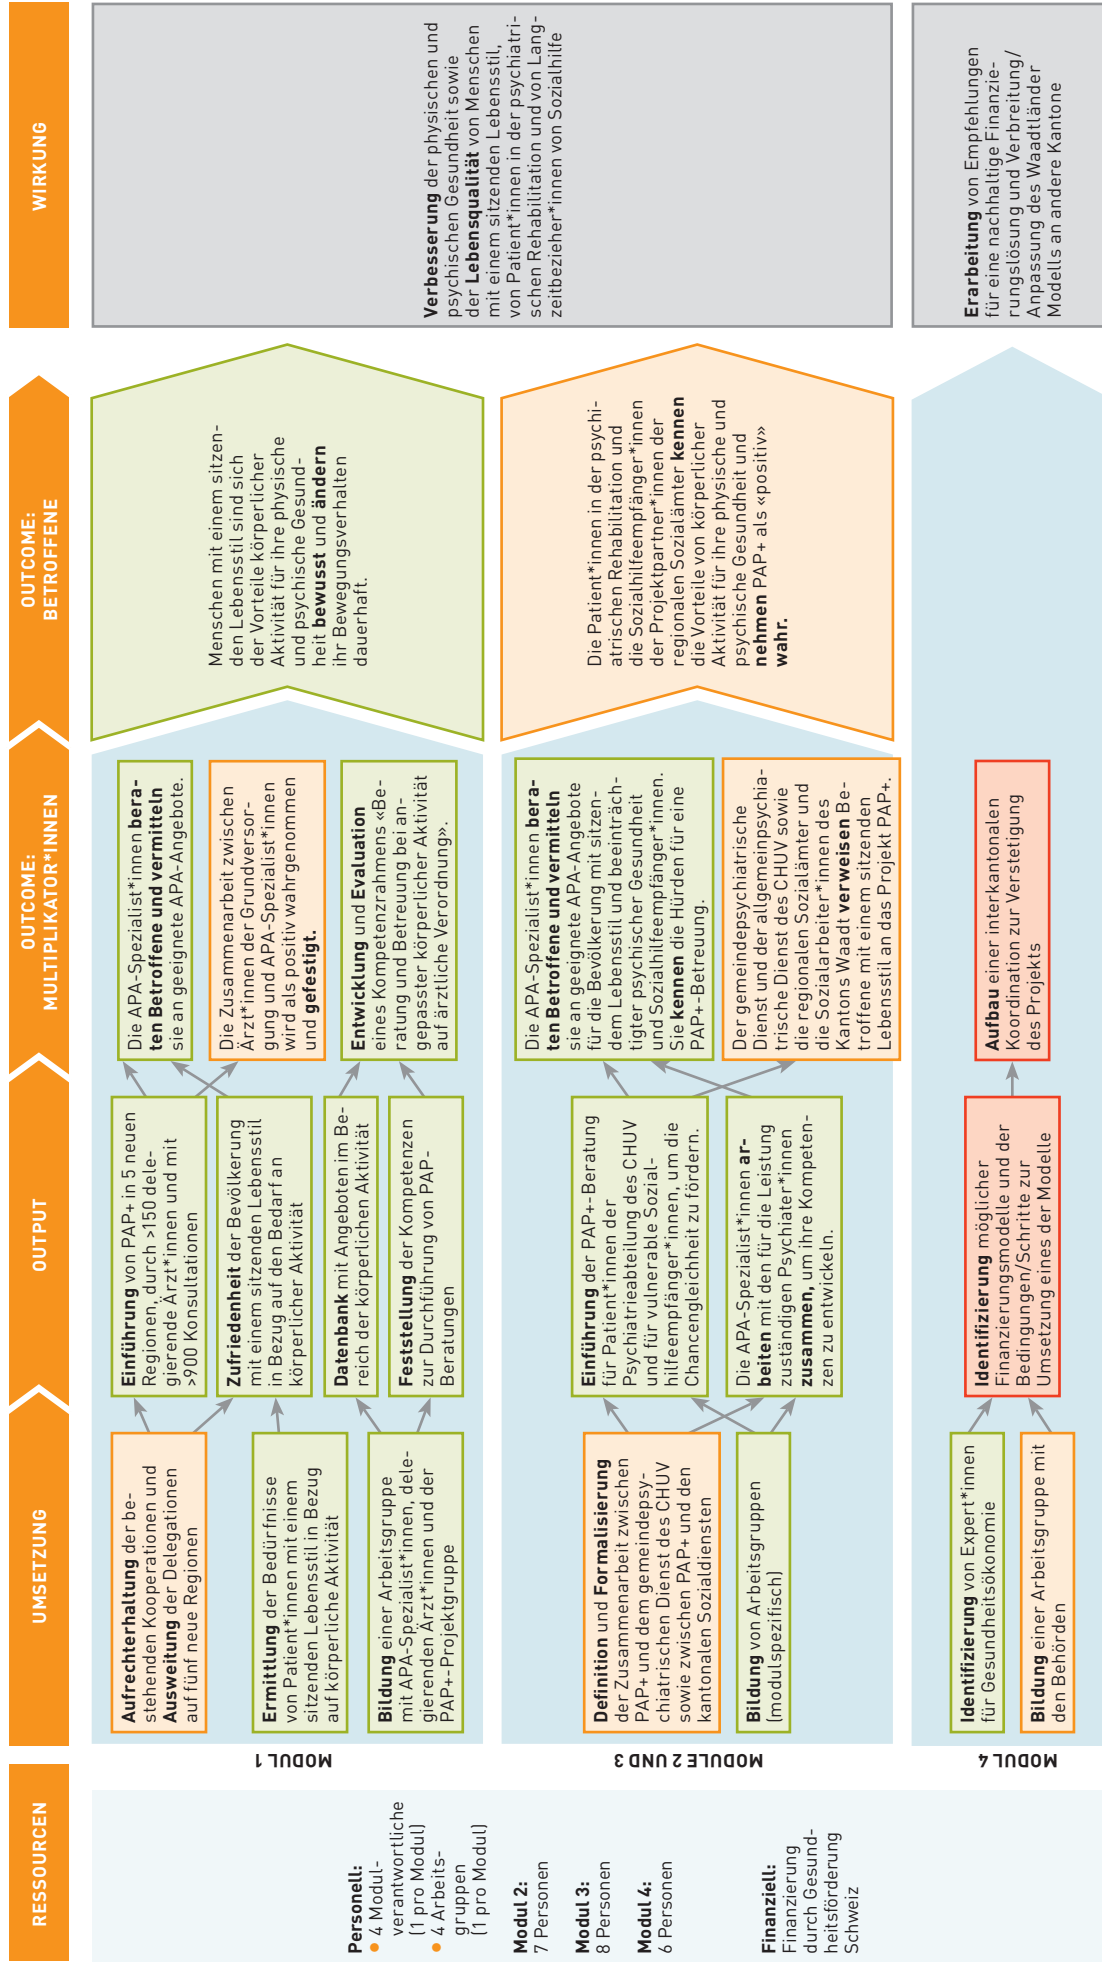 RESSOURCEN
UMSETZUNG
OUTPUT
OUTCOME:
MULTIPLIKATOR*INNEN
OUTCOME:
BETROFFENE
WIRKUNG
Personell:
• 4 Modul-
verantwortliche
(1 pro Modul)
• 4 Arbeits-
gruppen
(1 pro Modul)
Modul 2:
7 Personen
Modul 3:
8 Personen
Modul 4:
6 Personen
Finanziell:
Finanzierung
durch Gesund-
heitsförderung
Schweiz
MODUL 1
Aufrechterhaltung der be-
stehenden Kooperationen und
Ausweitung der Delegationen
auf fünf neue Regionen
Ermittlung der Bedürfnisse
von Patient*innen mit einem
sitzenden Lebensstil in Bezug
auf körperliche Aktivität
Bildung einer Arbeitsgruppe
mit APA-Spezialist*innen, dele-
gierenden Ärzt*innen und der
PAP+-Projektgruppe
Einführung von PAP+ in 5 neuen
Regionen, durch >150 dele-
gierende Ärzt*innen und mit
>900 Konsultationen
Zufriedenheit der Bevölkerung
mit einem sitzenden Lebensstil
in Bezug auf den Bedarf an
körperlicher Aktivität
Datenbank mit Angeboten im Be-
reich der körperlichen Aktivität
Feststellung der Kompetenzen
zur Durchführung von PAP-
Beratungen
Die APA-Spezialist*innen bera-
ten Betroffene und vermitteln
sie an geeignete APA-Angebote.
Die Zusammenarbeit zwischen
Ärzt*innen der Grundversor-
gung und APA-Spezialist*innen
wird als positiv wahrgenommen
und gefestigt.
Entwicklung und Evaluation
eines Kompetenzrahmens «Be-
ratung und Betreuung bei an-
gepasster körperlicher Aktivität
auf ärztliche Verordnung».
Menschen mit einem sitzen-
den Lebensstil sind sich
der Vorteile körperlicher
Aktivität für ihre physische
und psychische Gesund-
heit bewusst und ändern
ihr Bewegungsverhalten
dauerhaft.
MODULE 2 UND 3
Definition und Formalisierung
der Zusammenarbeit zwischen
PAP+ und dem gemeindepsy-
chiatrischen Dienst des CHUV
sowie zwischen PAP+ und den
kantonalen Sozialdiensten
Bildung von Arbeitsgruppen
(modulspezifisch)
Einführung der PAP+-Beratung
für Patient*innen der
Psychiatrieabteilung des CHUV
und für vulnerable Sozial-
hilfeempfänger*innen, um die
Chancengleichheit zu fördern.
Die APA-Spezialist*innen ar-
beiten mit den für die Leistung
zuständigen Psychiater*innen
zusammen, um ihre Kompeten-
zen zu entwickeln.
Die APA-Spezialist*innen bera-
ten Betroffene und vermitteln
sie an geeignete APA-Angebote
für die Bevölkerung mit sitzen-
dem Lebensstil und beeinträch-
tigter psychischer Gesundheit
und Sozialhilfeempfänger*innen.
Sie kennen die Hürden für eine
PAP+-Betreuung.
Der gemeindepsychiatrische
Dienst und der allgemeinpsychia-
trische Dienst des CHUV sowie
die regionalen Sozialämter und
die Sozialarbeiter*innen des
Kantons Waadt verweisen Be-
troffene mit einem sitzenden
Lebensstil an das Projekt PAP+.
Die Patient*innen in der psychi-
atrischen Rehabilitation und
die Sozialhilfeempfänger*innen
der Projektpartner*innen der
regionalen Sozialämter kennen
die Vorteile von körperlicher
Aktivität für ihre physische und
psychische Gesundheit und
nehmen PAP+ als «positiv»
wahr.
Verbesserung der physischen und
psychischen Gesundheit sowie
der Lebensqualität von Menschen
mit einem sitzenden Lebensstil,
von Patient*innen in der psychiatri-
schen Rehabilitation und von Lang-
zeitbezieher*innen von Sozialhilfe
MODUL 4
Identifizierung von Expert*innen
für Gesundheitsökonomie
Bildung einer Arbeitsgruppe mit
den Behörden
Identifizierung möglicher
Finanzierungsmodelle und der
Bedingungen/Schritte zur
Umsetzung eines der Modelle
Aufbau einer interkantonalen
Koordination zur Verstetigung
des Projekts
Erarbeitung von Empfehlungen
für eine nachhaltige Finanzie-
rungslösung und Verbreitung/
Anpassung des Waadtländer
Modells an andere Kantone